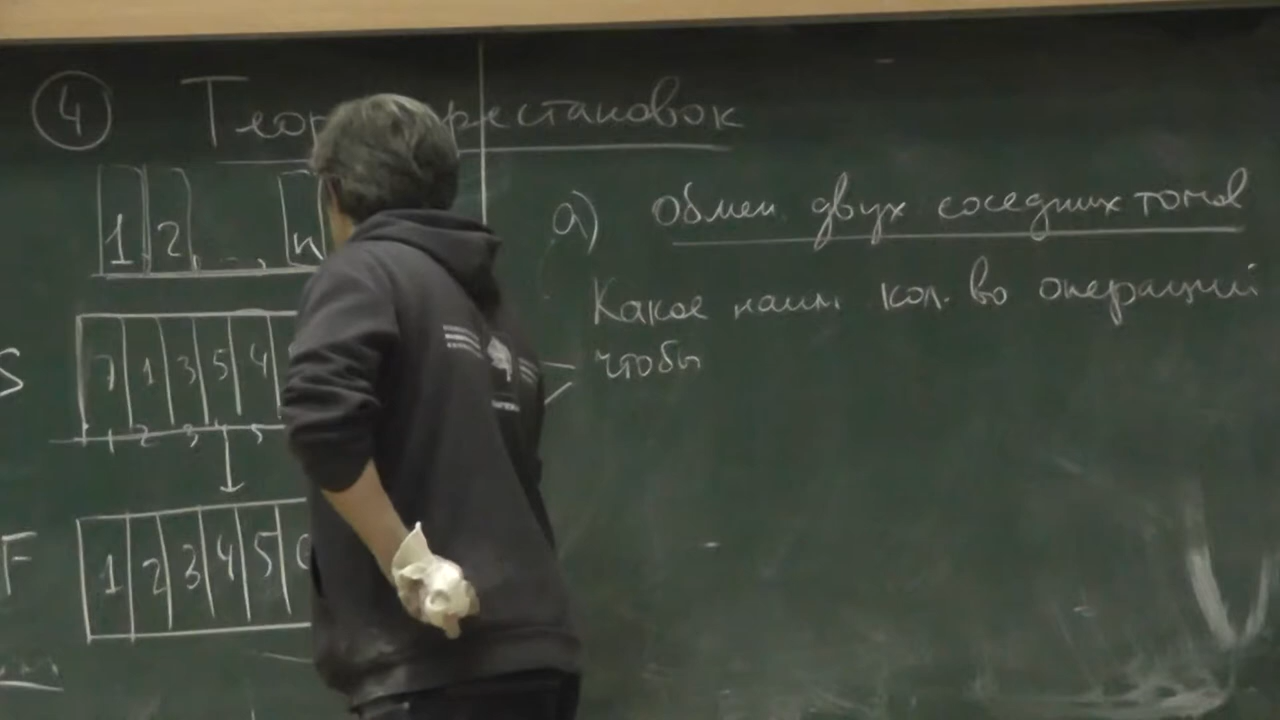 ④ Теор рестановок
1 2 . _ _ , n
а) обмен двух соседних томов
Какое наим. кол. во операций
чтобы
S 7 1 3 5 4
1 2 3 5
F 1 2 3 4 5